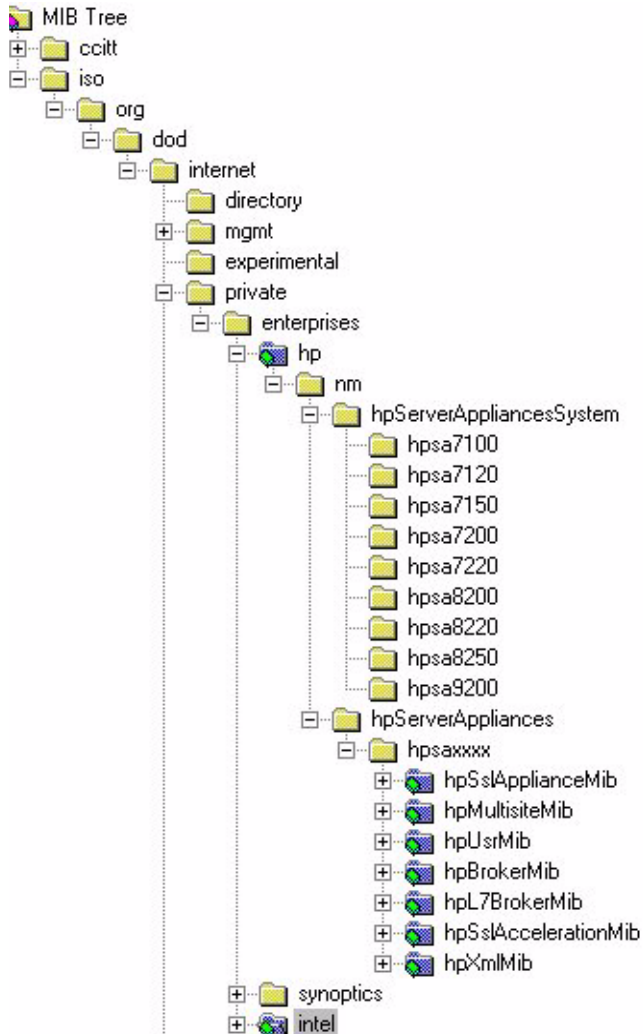 MIB Tree
ccitt
iso
org
dod
internet
directory
mgmt
experimental
private
enterprises
hp
nm
hpServerAppliancesSystem
hpsa7100
hpsa7120
hpsa7150
hpsa7200
hpsa7220
hpsa8200
hpsa8220
hpsa8250
hpsa9200
hpServerAppliances
hpsaxxxx
hpSslApplianceMib
hpMultisiteMib
hpUsrMib
hpBrokerMib
hpL7BrokerMib
hpSslAccelerationMib
hpXmlMib
synoptics
intel